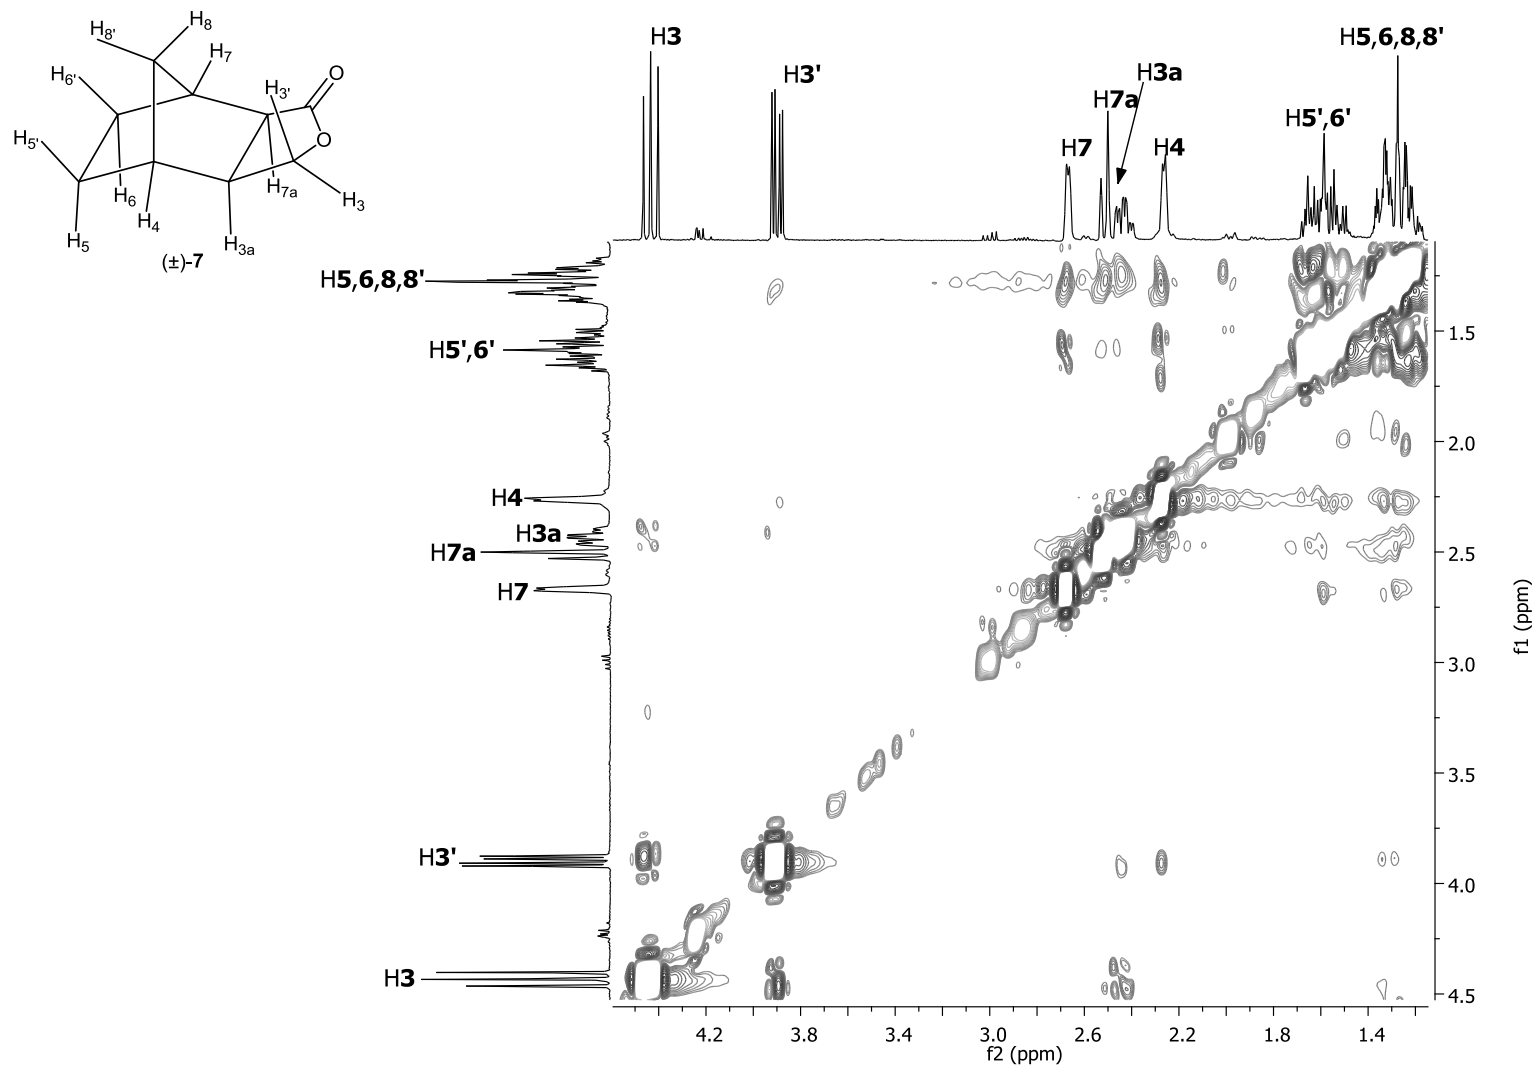 H8'
H8
H7
H6'
H3'
O
H5'
O
H6
H7a
H4
H3
H5
H3a
(±)-7
H3
H3'
H3a
H7a
H7
H4
H5',6'
H5,6,8,8'
H5,6,8,8'
H5',6'
H4
H3a
H7a
H7
H3'
H3
1.5
2.0
2.5
3.0
3.5
4.0
4.5
f1 (ppm)
4.2 3.8 3.4 3.0 2.6 2.2 1.8 1.4
f2 (ppm)